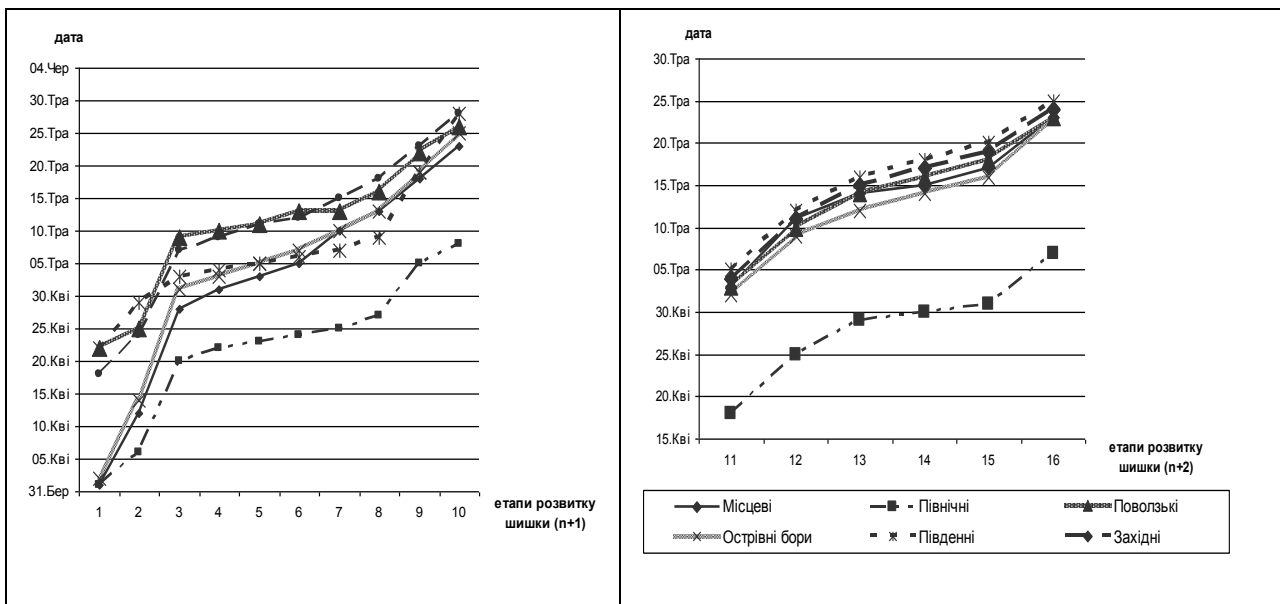 дата
04.Чер
30.Тра
25.Тра
20.Тра
15.Тра
10.Тра
05.Тра
30.Кві
25.Кві
20.Кві
15.Кві
10.Кві
05.Кві
31.Бер
1 2 3 4 5 6 7 8 9 10
етапи розвитку
шишки (n+1)
дата
30.Тра
25.Тра
20.Тра
15.Тра
10.Тра
05.Тра
30.Кві
25.Кві
20.Кві
15.Кві
11 12 13 14 15 16
етапи розвитку
шишки (n+2)
Місцеві Північні Поволзькі
Острівні бори Південні Західні